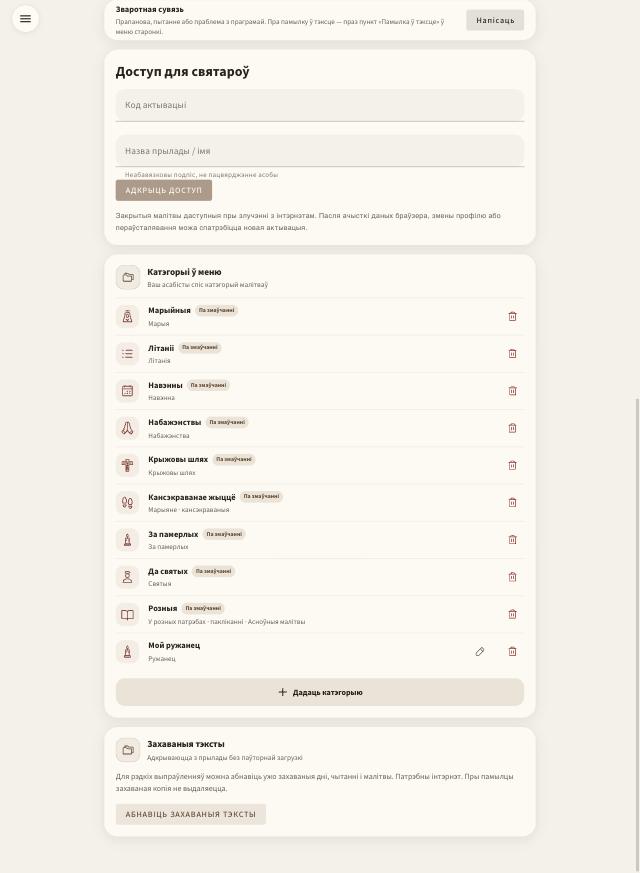 Зваротная сувязь
Прапанова, пытанне або праблема з праграмай. Пра памылку ў тэксце — праз пункт «Памылка ў тэксце» ў
меню старонкі.
Напісаць
Доступ для святароў
Код актывацыі
Назва прылады / імя
Неабавязковы подпіс, не пацвярджэнне асобы
АДКРЫЦЬ ДОСТУП
Закрытыя малітвы даступныя пры злучэнні з інтэрнэтам. Пасля ачысткі даных браўзера, змены профілю або
пераўсталявання можа спатрэбіцца новая актывацыя.
Катэгорыі ў меню
Ваш асабісты спіс катэгорый малітваў
Марыйныя Па змаўчанні
Марыя
Літаніі Па змаўчанні
Літанія
Навэнны Па змаўчанні
Навэнна
Набажэнствы Па змаўчанні
Набажэнства
Крыжовы шлях Па змаўчанні
Крыжовы шлях
Кансэкраванае жыццё Па змаўчанні
Марыяне · кансэкраваныя
За памерлых Па змаўчанні
За памерлых
Да святых Па змаўчанні
Святыя
Розныя Па змаўчанні
У розных патрэбах · пакліканні · Асноўныя малітвы
Мой ружанец
Ружанец
Дадаць катэгорыю
Захаваныя тэксты
Адкрываюцца з прылады без паўторнай загрузкі
Для рэдкіх выпраўленняў можна абнавіць ужо захаваныя дні, чытанні і малітвы. Патрэбны інтэрнэт. Пры памылцы
захаваная копія не выдаляецца.
АБНАВІЦЬ ЗАХАВАНЫЯ ТЭКСТЫ